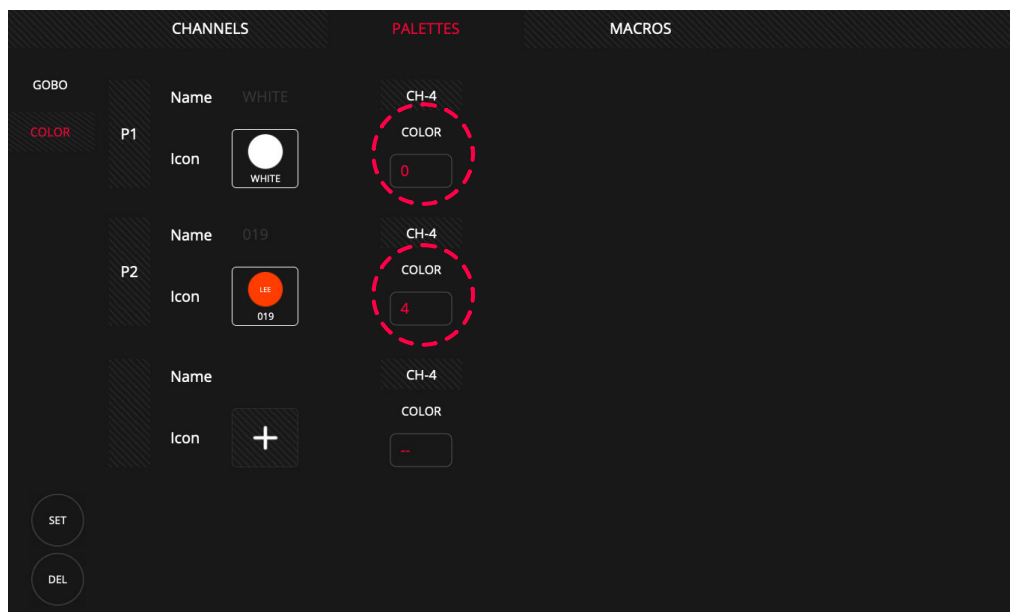 CHANNELS PALETTES MACROS
GOBO
COLOR
P1
Name WHITE
Icon
WHITE
CH-4
COLOR
0
P2
Name 019
Icon
LEE
019
CH-4
COLOR
4
Name
Icon
+
CH-4
COLOR
--
SET
DEL